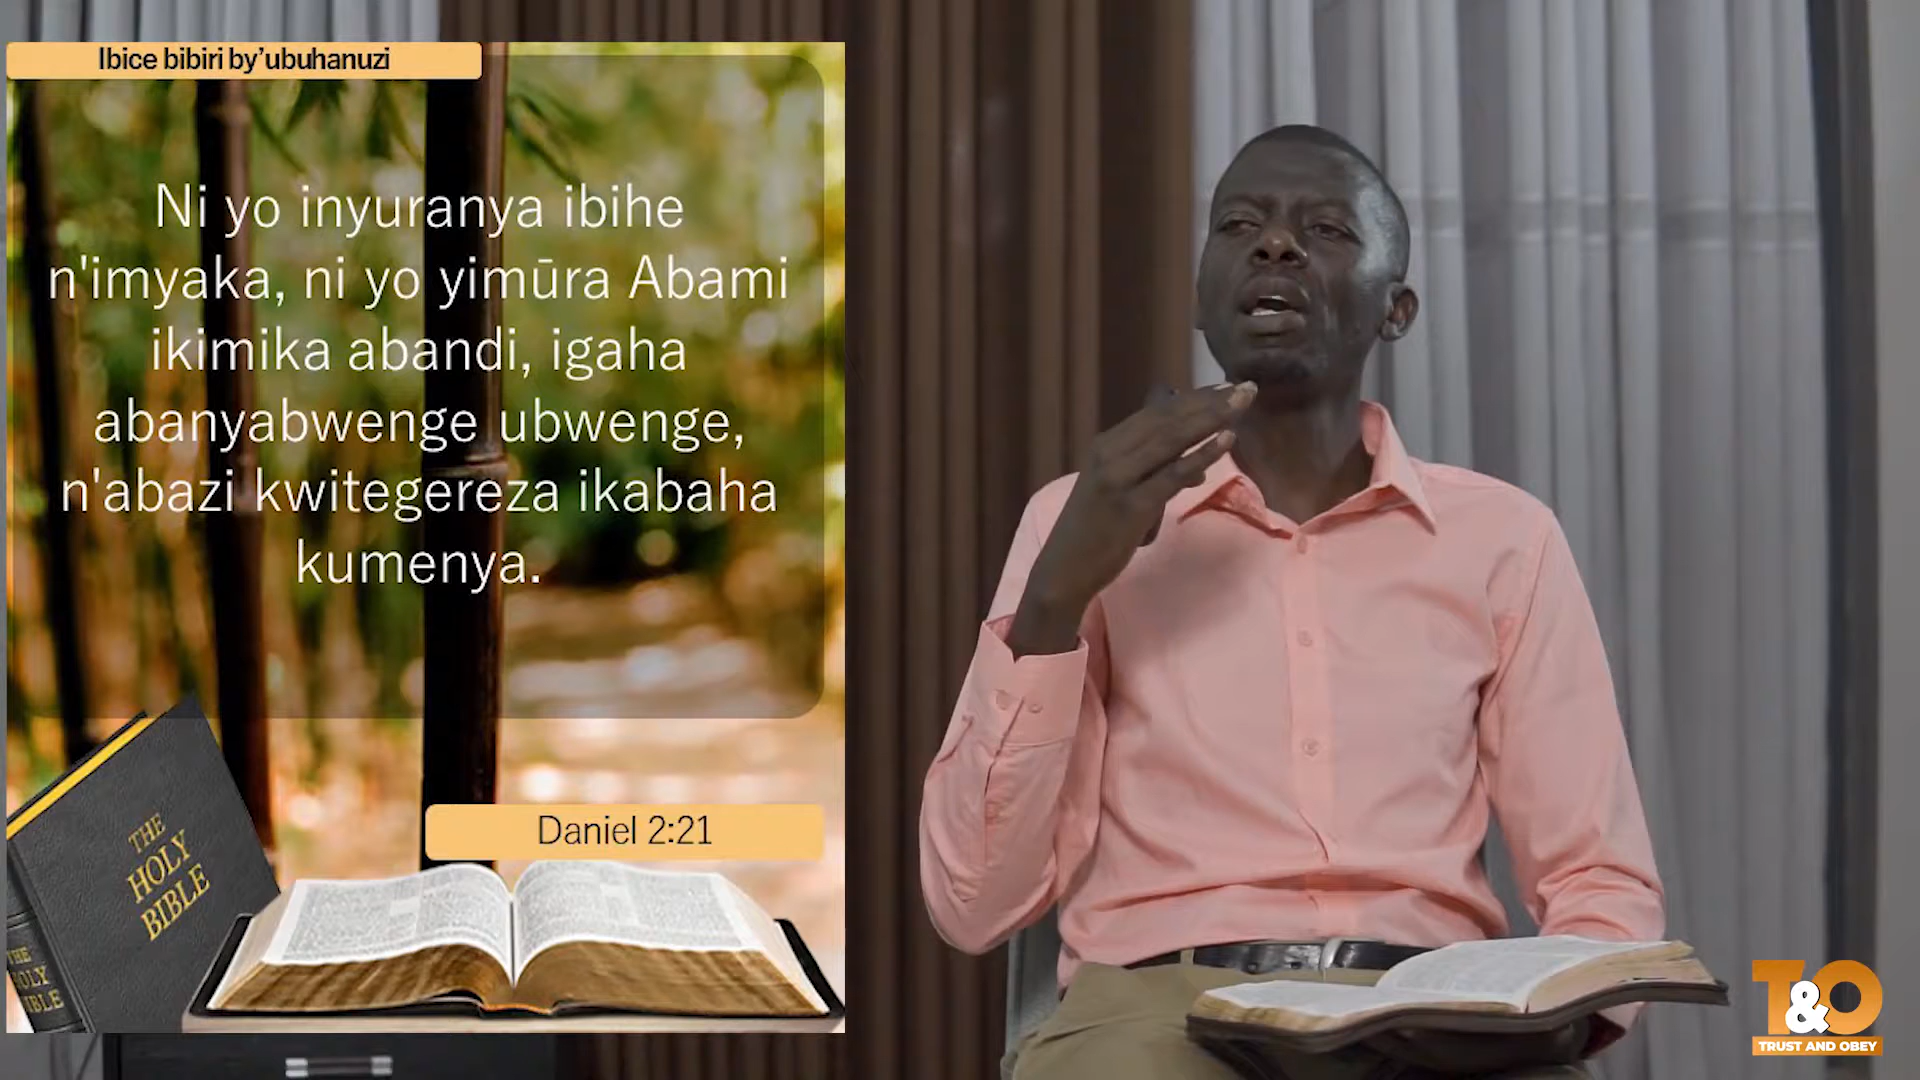 Ibice bibiri by’ubuhanuzi
Ni yo inyuranya ibihe
n'imyaka, ni yo yimūra Abami
ikimika abandi, igaha
abanyabwenge ubwenge,
n'abazi kwitegereza ikabaha
kumenya.
Daniel 2:21
THE
HOLY
BIBLE
THE
HOLY
BIBLE
T&O
TRUST AND OBEY